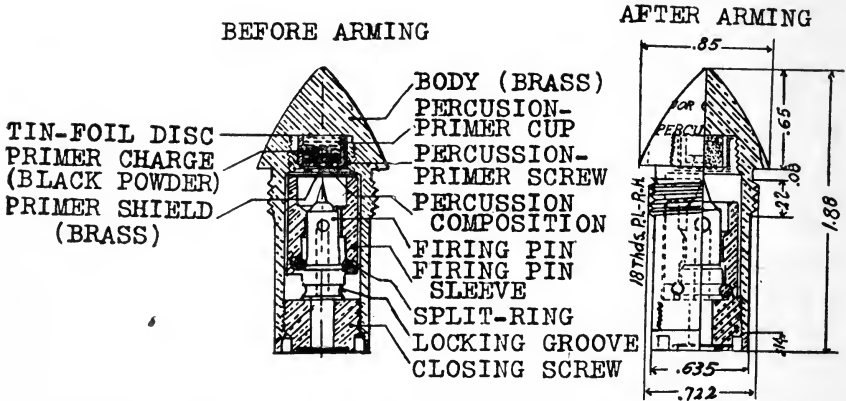 BEFORE ARMING
TIN-FOIL DISC
PRIMER CHARGE
(BLACK POWDER)
PRIMER SHIELD
(BRASS)
BODY (BRASS)
PERCUSION-
PRIMER CUP
PERCUSSION-
PRIMER SCREW
PERCUSSION
COMPOSITION
FIRING PIN
FIRING PIN
SLEEVE
SPLIT-RING
LOCKING GROOVE
CLOSING SCREW
AFTER ARMING
.85
PERCUS
.65
.08
.22
1.88
18 Thds. P.I.-R.H.
.14
.635
.722